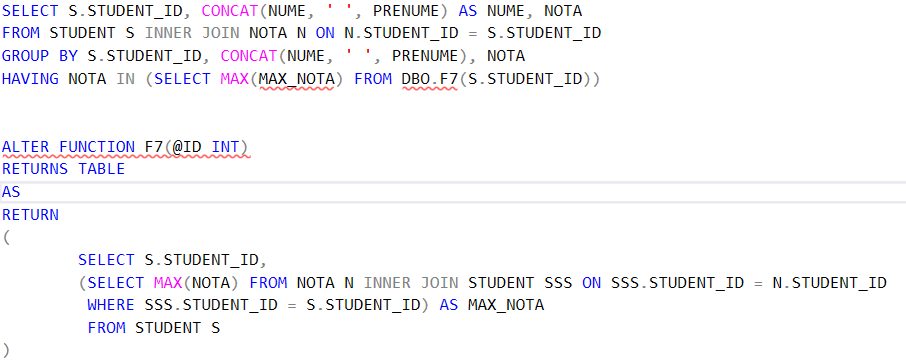 SELECT S.STUDENT_ID, CONCAT(NUME, ' ', PRENUME) AS NUME, NOTA
FROM STUDENT S INNER JOIN NOTA N ON N.STUDENT_ID = S.STUDENT_ID
GROUP BY S.STUDENT_ID, CONCAT(NUME, ' ', PRENUME), NOTA
HAVING NOTA IN (SELECT MAX(MAX_NOTA) FROM DBO.F7(S.STUDENT_ID))
ALTER FUNCTION F7(@ID INT)
RETURNS TABLE
AS
RETURN
(
SELECT S.STUDENT_ID,
(SELECT MAX(NOTA) FROM NOTA N INNER JOIN STUDENT SSS ON SSS.STUDENT_ID = N.STUDENT_ID
WHERE SSS.STUDENT_ID = S.STUDENT_ID) AS MAX_NOTA
FROM STUDENT S
)